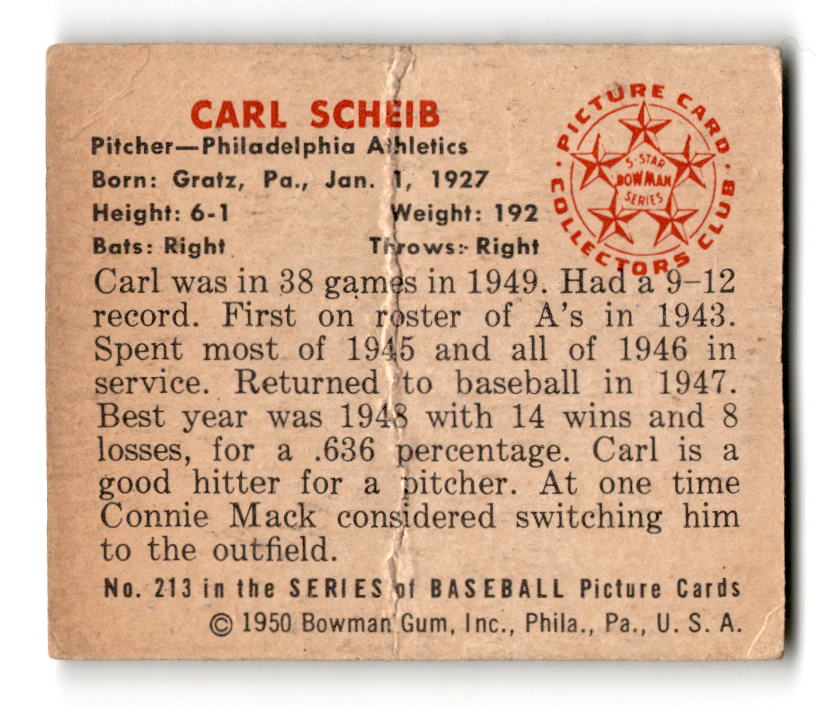 CARL SCHEIB
Pitcher—Philadelphia Athletics
Born: Gratz, Pa., Jan. 1, 1927
Height: 6-1 Weight: 192
Bats: Right Throws: Right
PICTURE CARD
COLLECTORS CLUB
5-STAR
BOWMAN
SERIES
Carl was in 38 games in 1949. Had a 9-12
record. First on roster of A's in 1943.
Spent most of 1945 and all of 1946 in
service. Returned to baseball in 1947.
Best year was 1948 with 14 wins and 8
losses, for a .636 percentage. Carl is a
good hitter for a pitcher. At one time
Connie Mack considered switching him
to the outfield.
No. 213 in the SERIES of BASEBALL Picture Cards
© 1950 Bowman Gum, Inc., Phila., Pa., U. S. A.